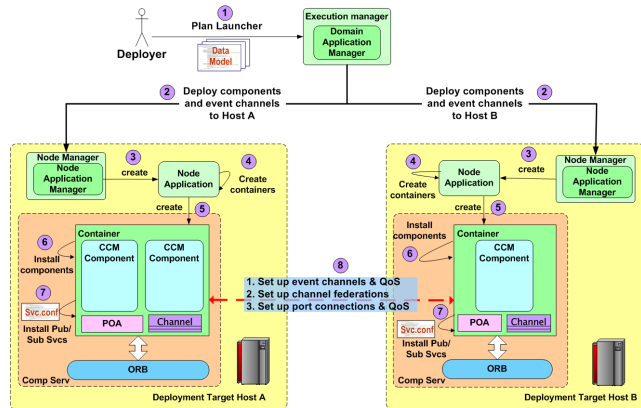 1
Plan Launcher
Deployer
Data
Model
Execution manager
Domain
Application
Manager
2
Deploy components
and event channels
to Host A
Deploy components
and event channels
to Host B
2
Node Manager
Node
Application
Manager
3
create
Node
Application
4
Create
containers
create
5
Container
CCM
Component
CCM
Component
6
Install
components
7
Svc.conf
Install Pub/
Sub Svcs
POA
Channel
ORB
Comp Serv
Deployment Target Host A
8
1. Set up event channels & QoS
2. Set up channel federations
3. Set up port connections & QoS
4
Create
containers
Node
Application
3
create
Node Manager
Node
Application
Manager
create
5
Container
CCM
Component
6
Install
components
7
Svc.conf
Install Pub/
Sub Svcs
POA
Channel
ORB
Comp Serv
Deployment Target Host B